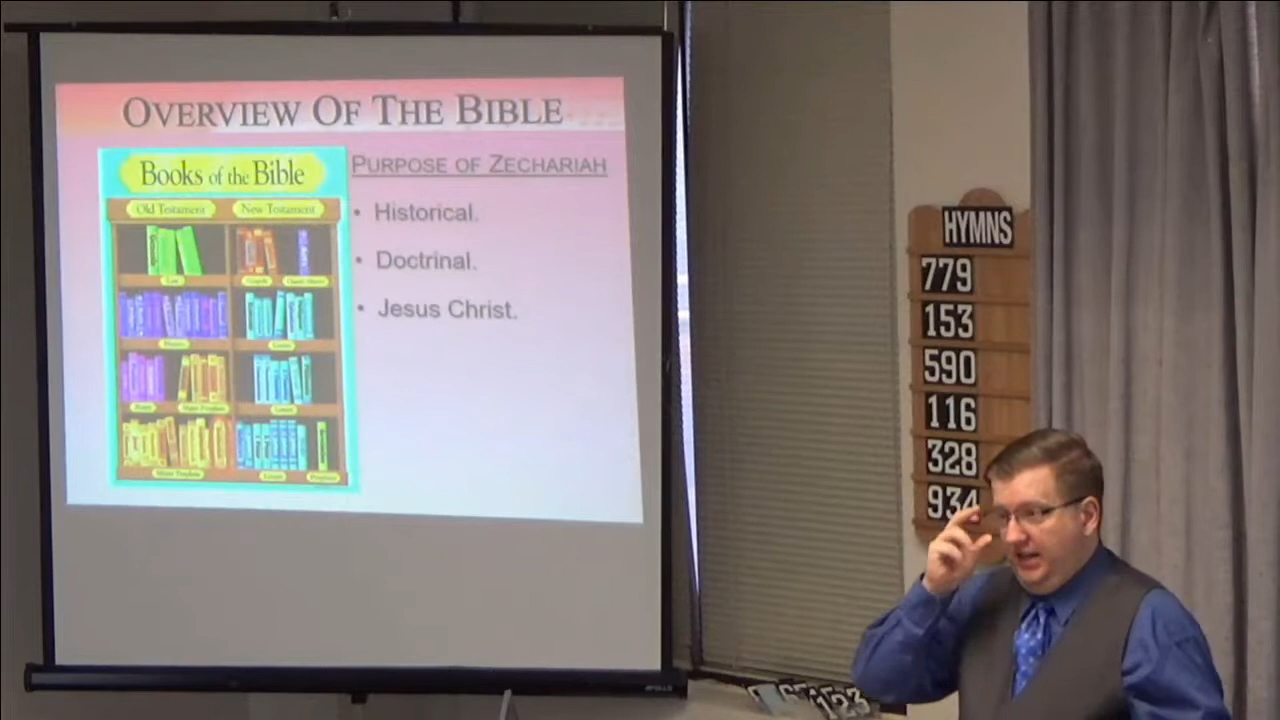 OVERVIEW OF THE BIBLE
Books of the Bible
Old Testament
New Testament
PURPOSE OF ZECHARIAH
• Historical.
• Doctrinal.
• Jesus Christ.
HYMNS
779
153
590
116
328
934
123